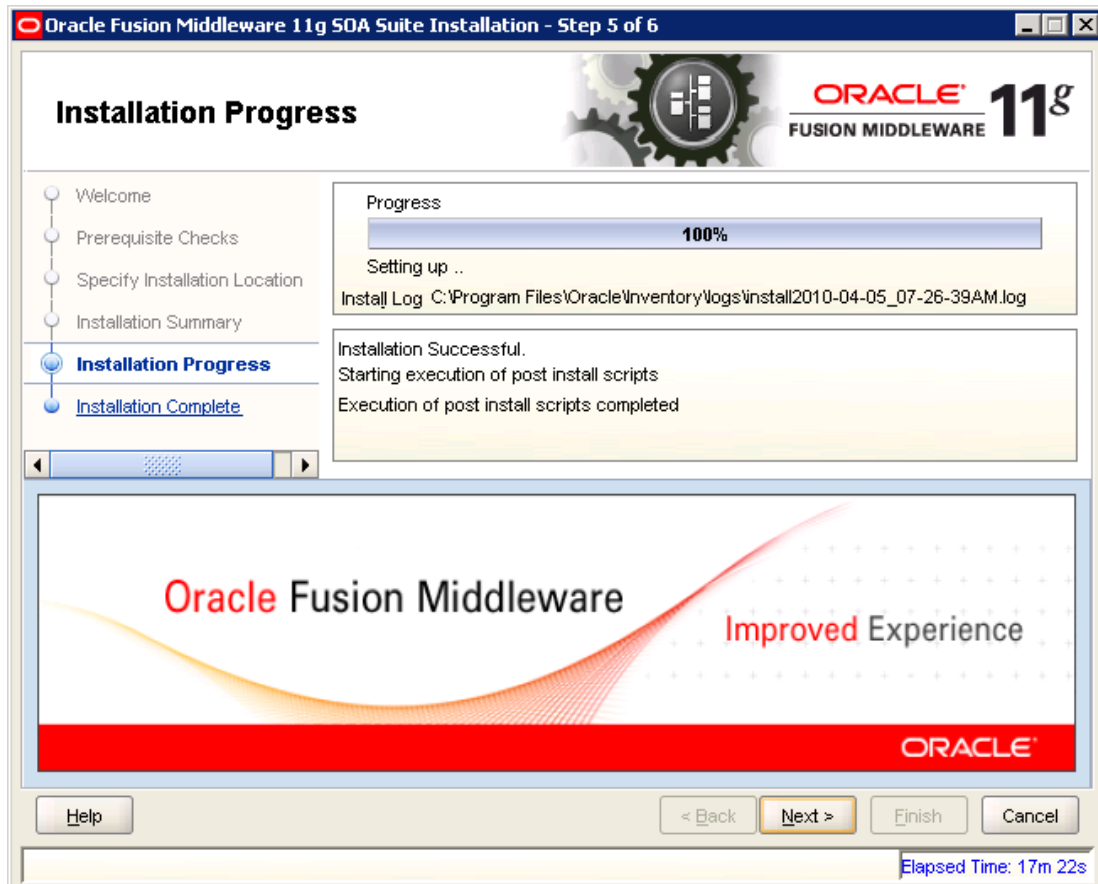 Oracle Fusion Middleware 11g SOA Suite Installation - Step 5 of 6
Installation Progress
ORACLE
FUSION MIDDLEWARE
11g
Welcome
Prerequisite Checks
Specify Installation Location
Installation Summary
Installation Progress
Installation Complete
Progress
100%
Setting up ..
Install Log C:\Program Files\Oracle\Inventory\logs\install2010-04-05_07-26-39AM.log
Installation Successful.
Starting execution of post install scripts
Execution of post install scripts completed
Oracle Fusion Middleware
Improved Experience
ORACLE
Help
< Back
Next >
Finish
Cancel
Elapsed Time: 17m 22s